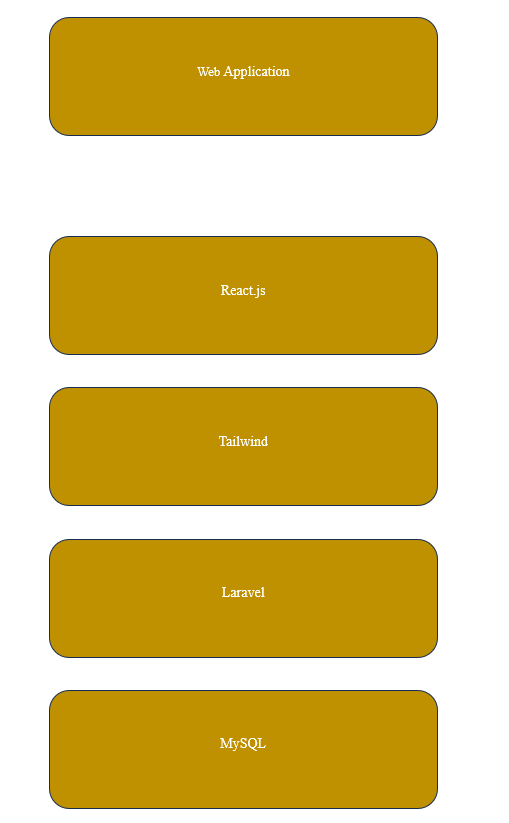 Web Application
React.js
Tailwind
Laravel
MySQL